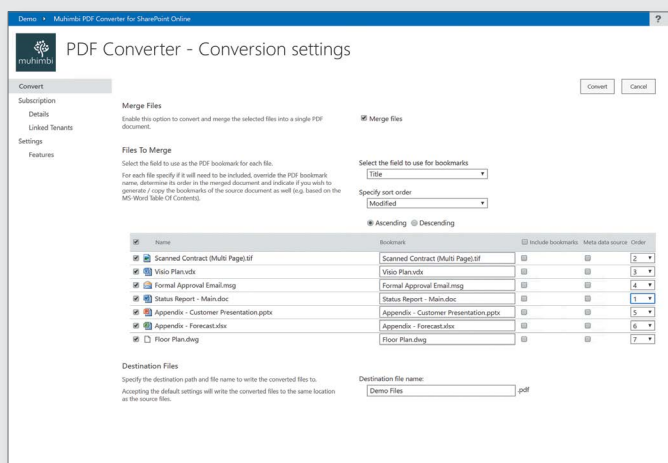 Demo • Muhimbi PDF Converter for SharePoint Online ?
muhimbi
PDF Converter - Conversion settings
Convert
Subscription
Details
Linked Tenants
Settings
Features
Convert Cancel
Merge Files
Enable this option to convert and merge the selected files into a single PDF
document.
Merge files
Files To Merge
Select the field to use as the PDF bookmark for each file.
For each file specify if it will need to be included, override the PDF bookmark
name, determine its order in the merged document and indicate if you wish to
generate / copy the bookmarks of the source document as well (e.g. based on the
MS-Word Table Of Contents).
Select the field to use for bookmarks
Title
Specify sort order
Modified
Ascending Descending
Name Bookmark Include bookmarks Meta data source Order
Scanned Contract (Multi Page).tif Scanned Contract (Multi Page).tif 2
Visio Plan.vdx Visio Plan.vdx 3
Formal Approval Email.msg Formal Approval Email.msg 4
Status Report - Main.doc Status Report - Main.doc 1
Appendix - Customer Presentation.pptx Appendix - Customer Presentation.pptx 5
Appendix - Forecast.xlsx Appendix - Forecast.xlsx 6
Floor Plan.dwg Floor Plan.dwg 7
Destination Files
Specify the destination path and file name to write the converted files to.
Accepting the default settings will write the converted files to the same location
as the source files.
Destination file name:
Demo Files .pdf